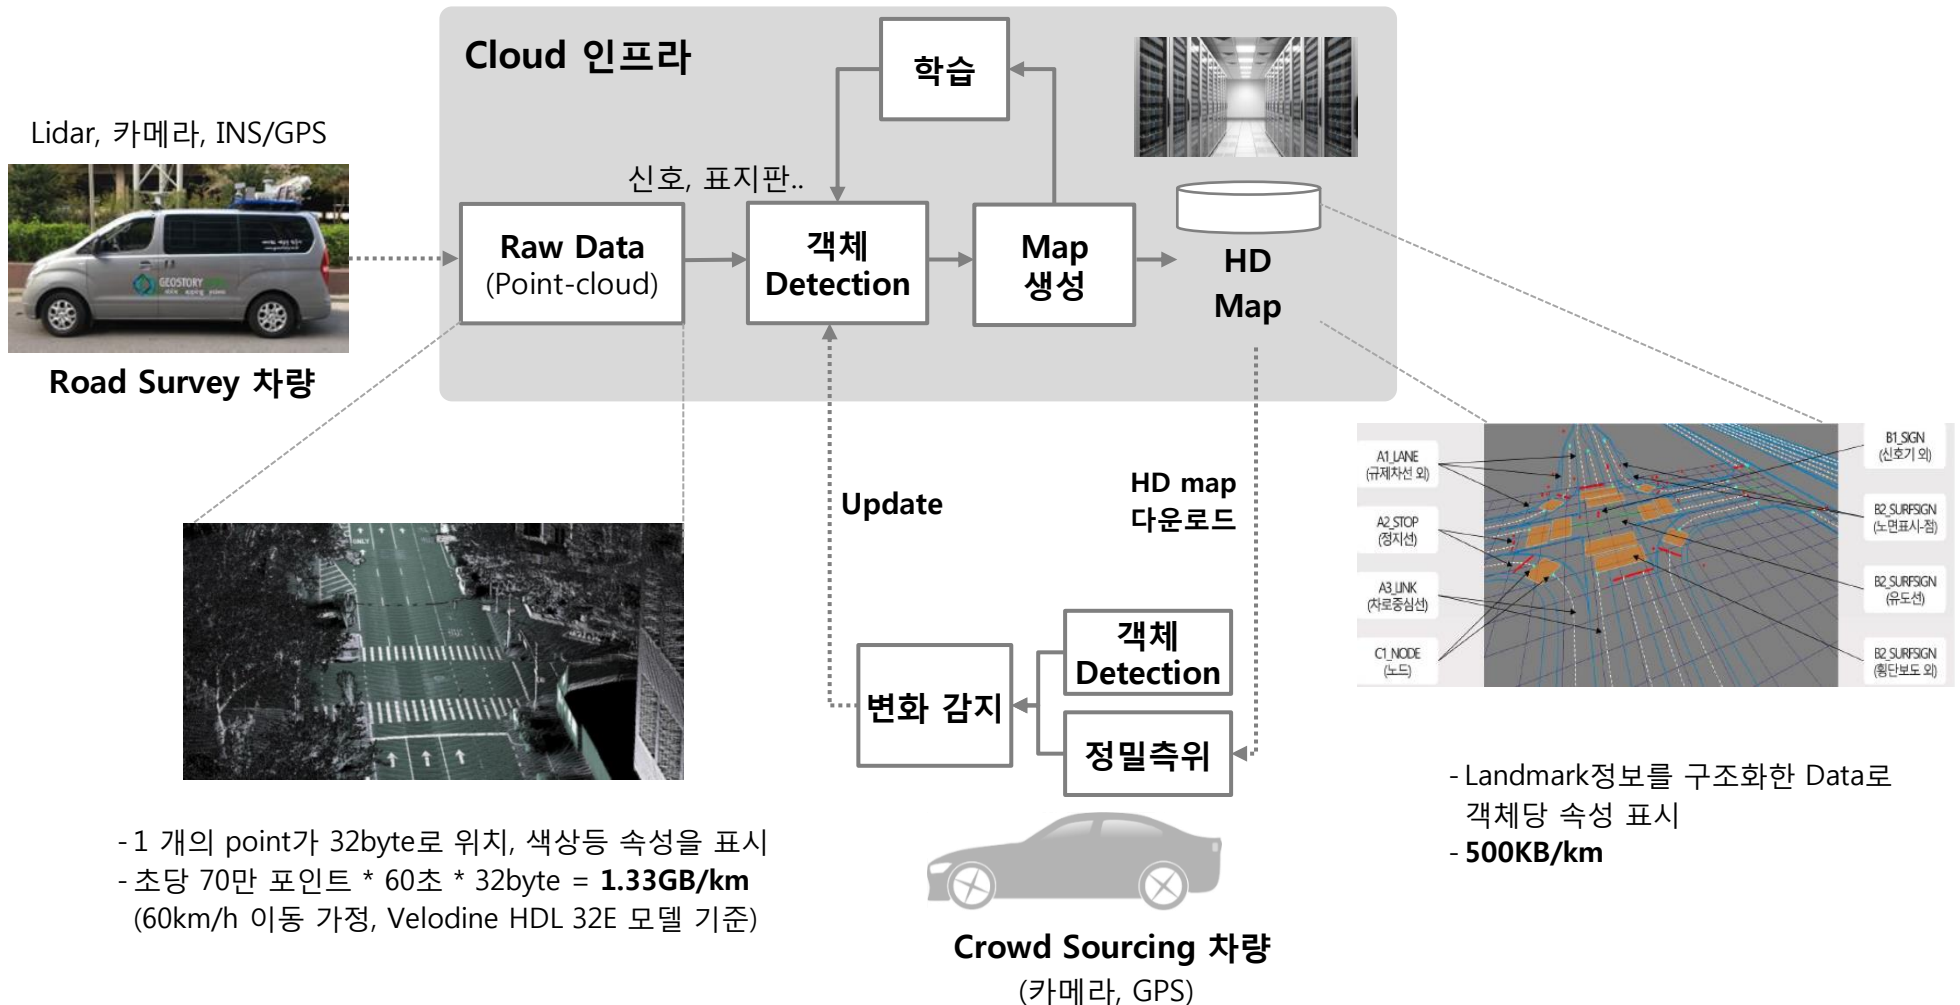 Cloud 인프라
학습
Lidar, 카메라, INS/GPS
신호, 표지판..
Raw Data
(Point-cloud)
객체
Detection
Map
생성
HD
Map
GEOSTORY
Road Survey 차량
Update
HD map
다운로드
A1_LANE
(규제차선 외)
A2_STOP
(정지선)
A3_LINK
(차로중심선)
C1_NODE
(노드)
B1_SIGN
(신호기 외)
B2_SURFSIGN
(노면표시-점)
B2_SURFSIGN
(유도선)
B2_SURFSIGN
(횡단보도 외)
객체
Detection
변화 감지
정밀측위
ONLY
- 1 개의 point가 32byte로 위치, 색상등 속성을 표시
- 초당 70만 포인트 * 60초 * 32byte = 1.33GB/km
(60km/h 이동 가정, Velodine HDL 32E 모델 기준)
- Landmark정보를 구조화한 Data로
객체당 속성 표시
- 500KB/km
Crowd Sourcing 차량
(카메라, GPS)